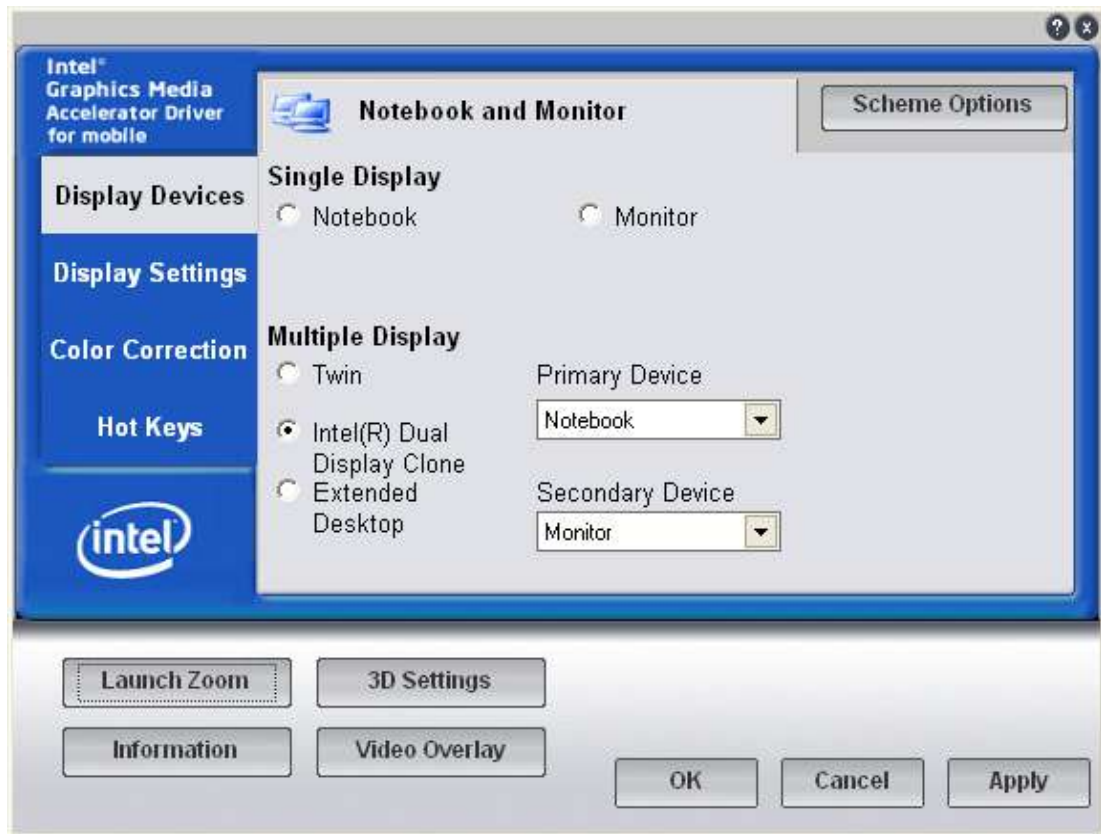 Intel®
Graphics Media
Accelerator Driver
for mobile
Notebook and Monitor
Scheme Options
Display Devices
Display Settings
Color Correction
Hot Keys
intel
Single Display
Notebook
Monitor
Multiple Display
Twin
Intel(R) Dual
Display Clone
Extended
Desktop
Primary Device
Notebook
Secondary Device
Monitor
Launch Zoom
3D Settings
Information
Video Overlay
OK
Cancel
Apply